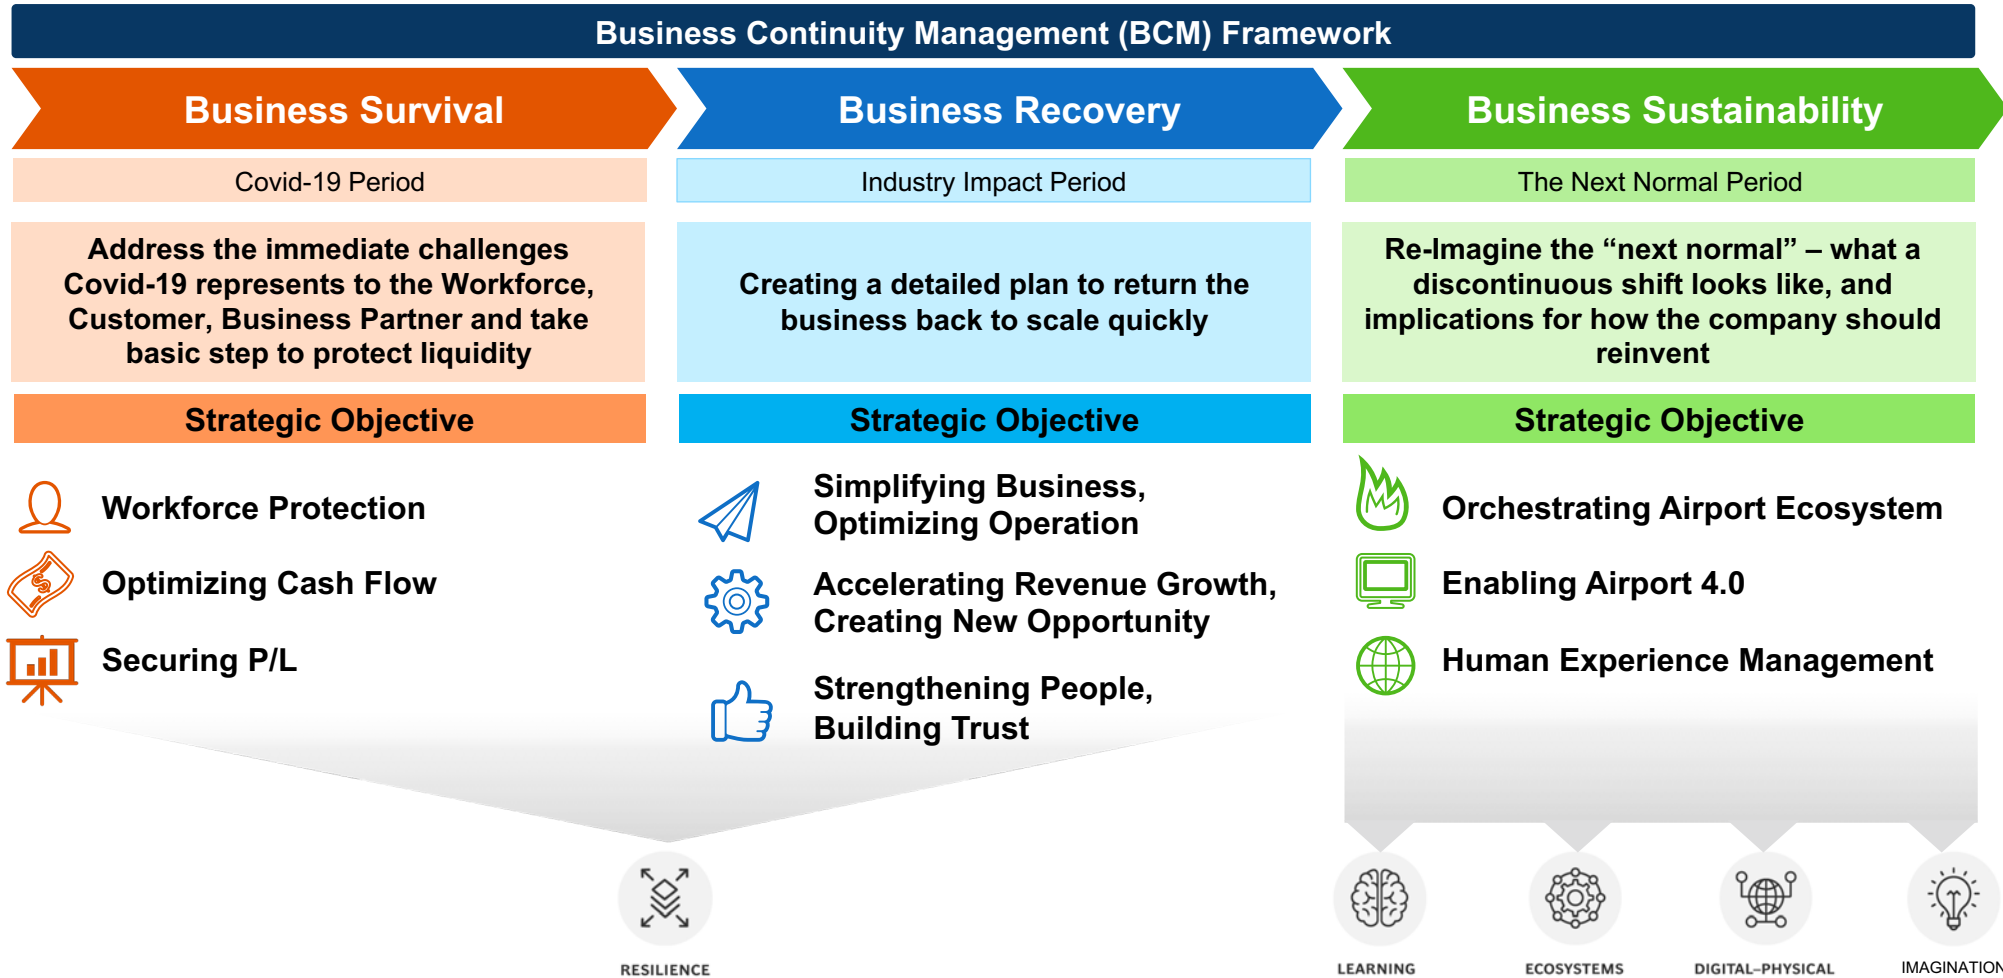 Business Continuity Management (BCM) Framework
Business Survival
Covid-19 Period
Address the immediate challenges
Covid-19 represents to the Workforce,
Customer, Business Partner and take
basic step to protect liquidity
Strategic Objective
Workforce Protection
Optimizing Cash Flow
$
Securing P/L
Business Recovery
Industry Impact Period
Creating a detailed plan to return the
business back to scale quickly
Strategic Objective
Simplifying Business,
Optimizing Operation
Accelerating Revenue Growth,
Creating New Opportunity
Strengthening People,
Building Trust
RESILIENCE
Business Sustainability
The Next Normal Period
Re-Imagine the “next normal” – what a
discontinuous shift looks like, and
implications for how the company should
reinvent
Strategic Objective
Orchestrating Airport Ecosystem
Enabling Airport 4.0
Human Experience Management
LEARNING
ECOSYSTEMS
DIGITAL–PHYSICAL
IMAGINATION